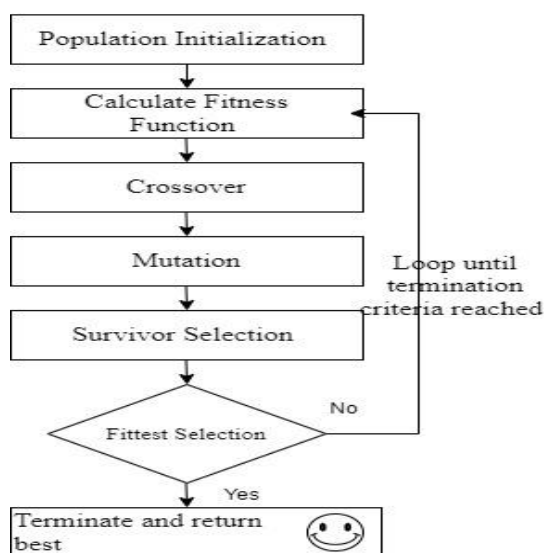 Population Initialization
Calculate Fitness
Function
Crossover
Mutation
Loop until
termination
criteria reached
Survivor Selection
No
Fittest Selection
Yes
Terminate and return
best